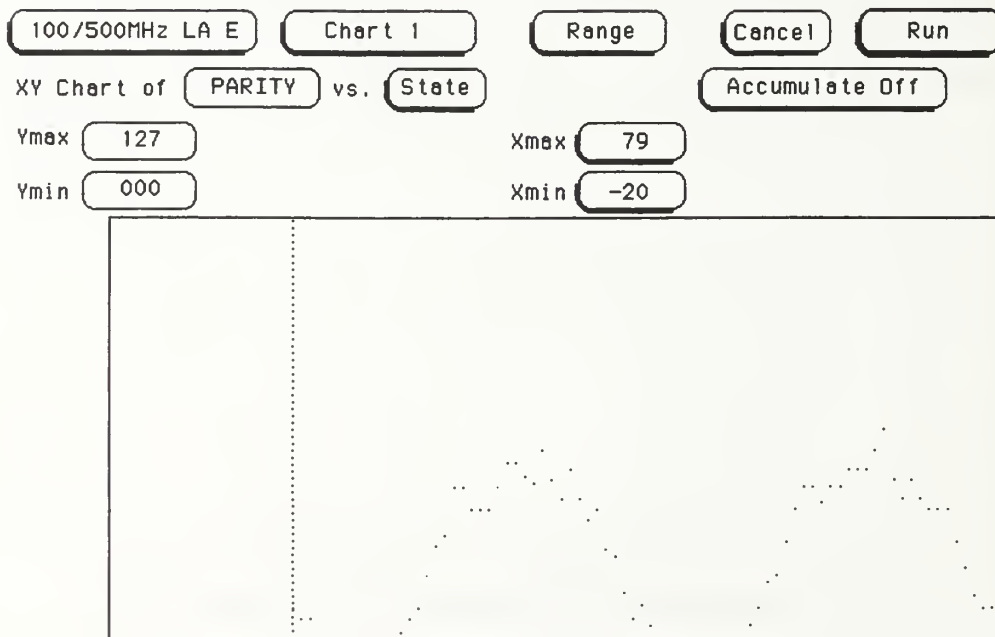 100/500MHz LA E Chart 1 Range Cancel Run
XY Chart of PARITY vs. State Accumulate Off
Ymax 127 Xmax 79
Ymin 000 Xmin -20